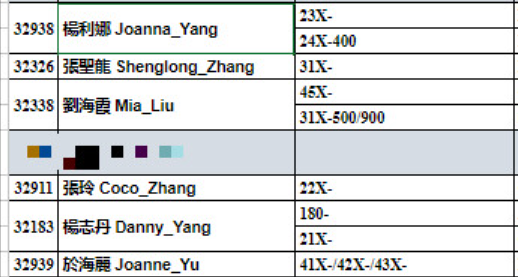 32938 楊利娜 Joanna_Yang 23X-
24X-400
32326 張聖能 Shenglong_Zhang 31X-
32338 劉海霞 Mia_Liu 45X-
31X-500/900
32911 張玲 Coco_Zhang 22X-
32183 楊志丹 Danny_Yang 180-
21X-
32939 於海麗 Joanne_Yu 41X-/42X-/43X-